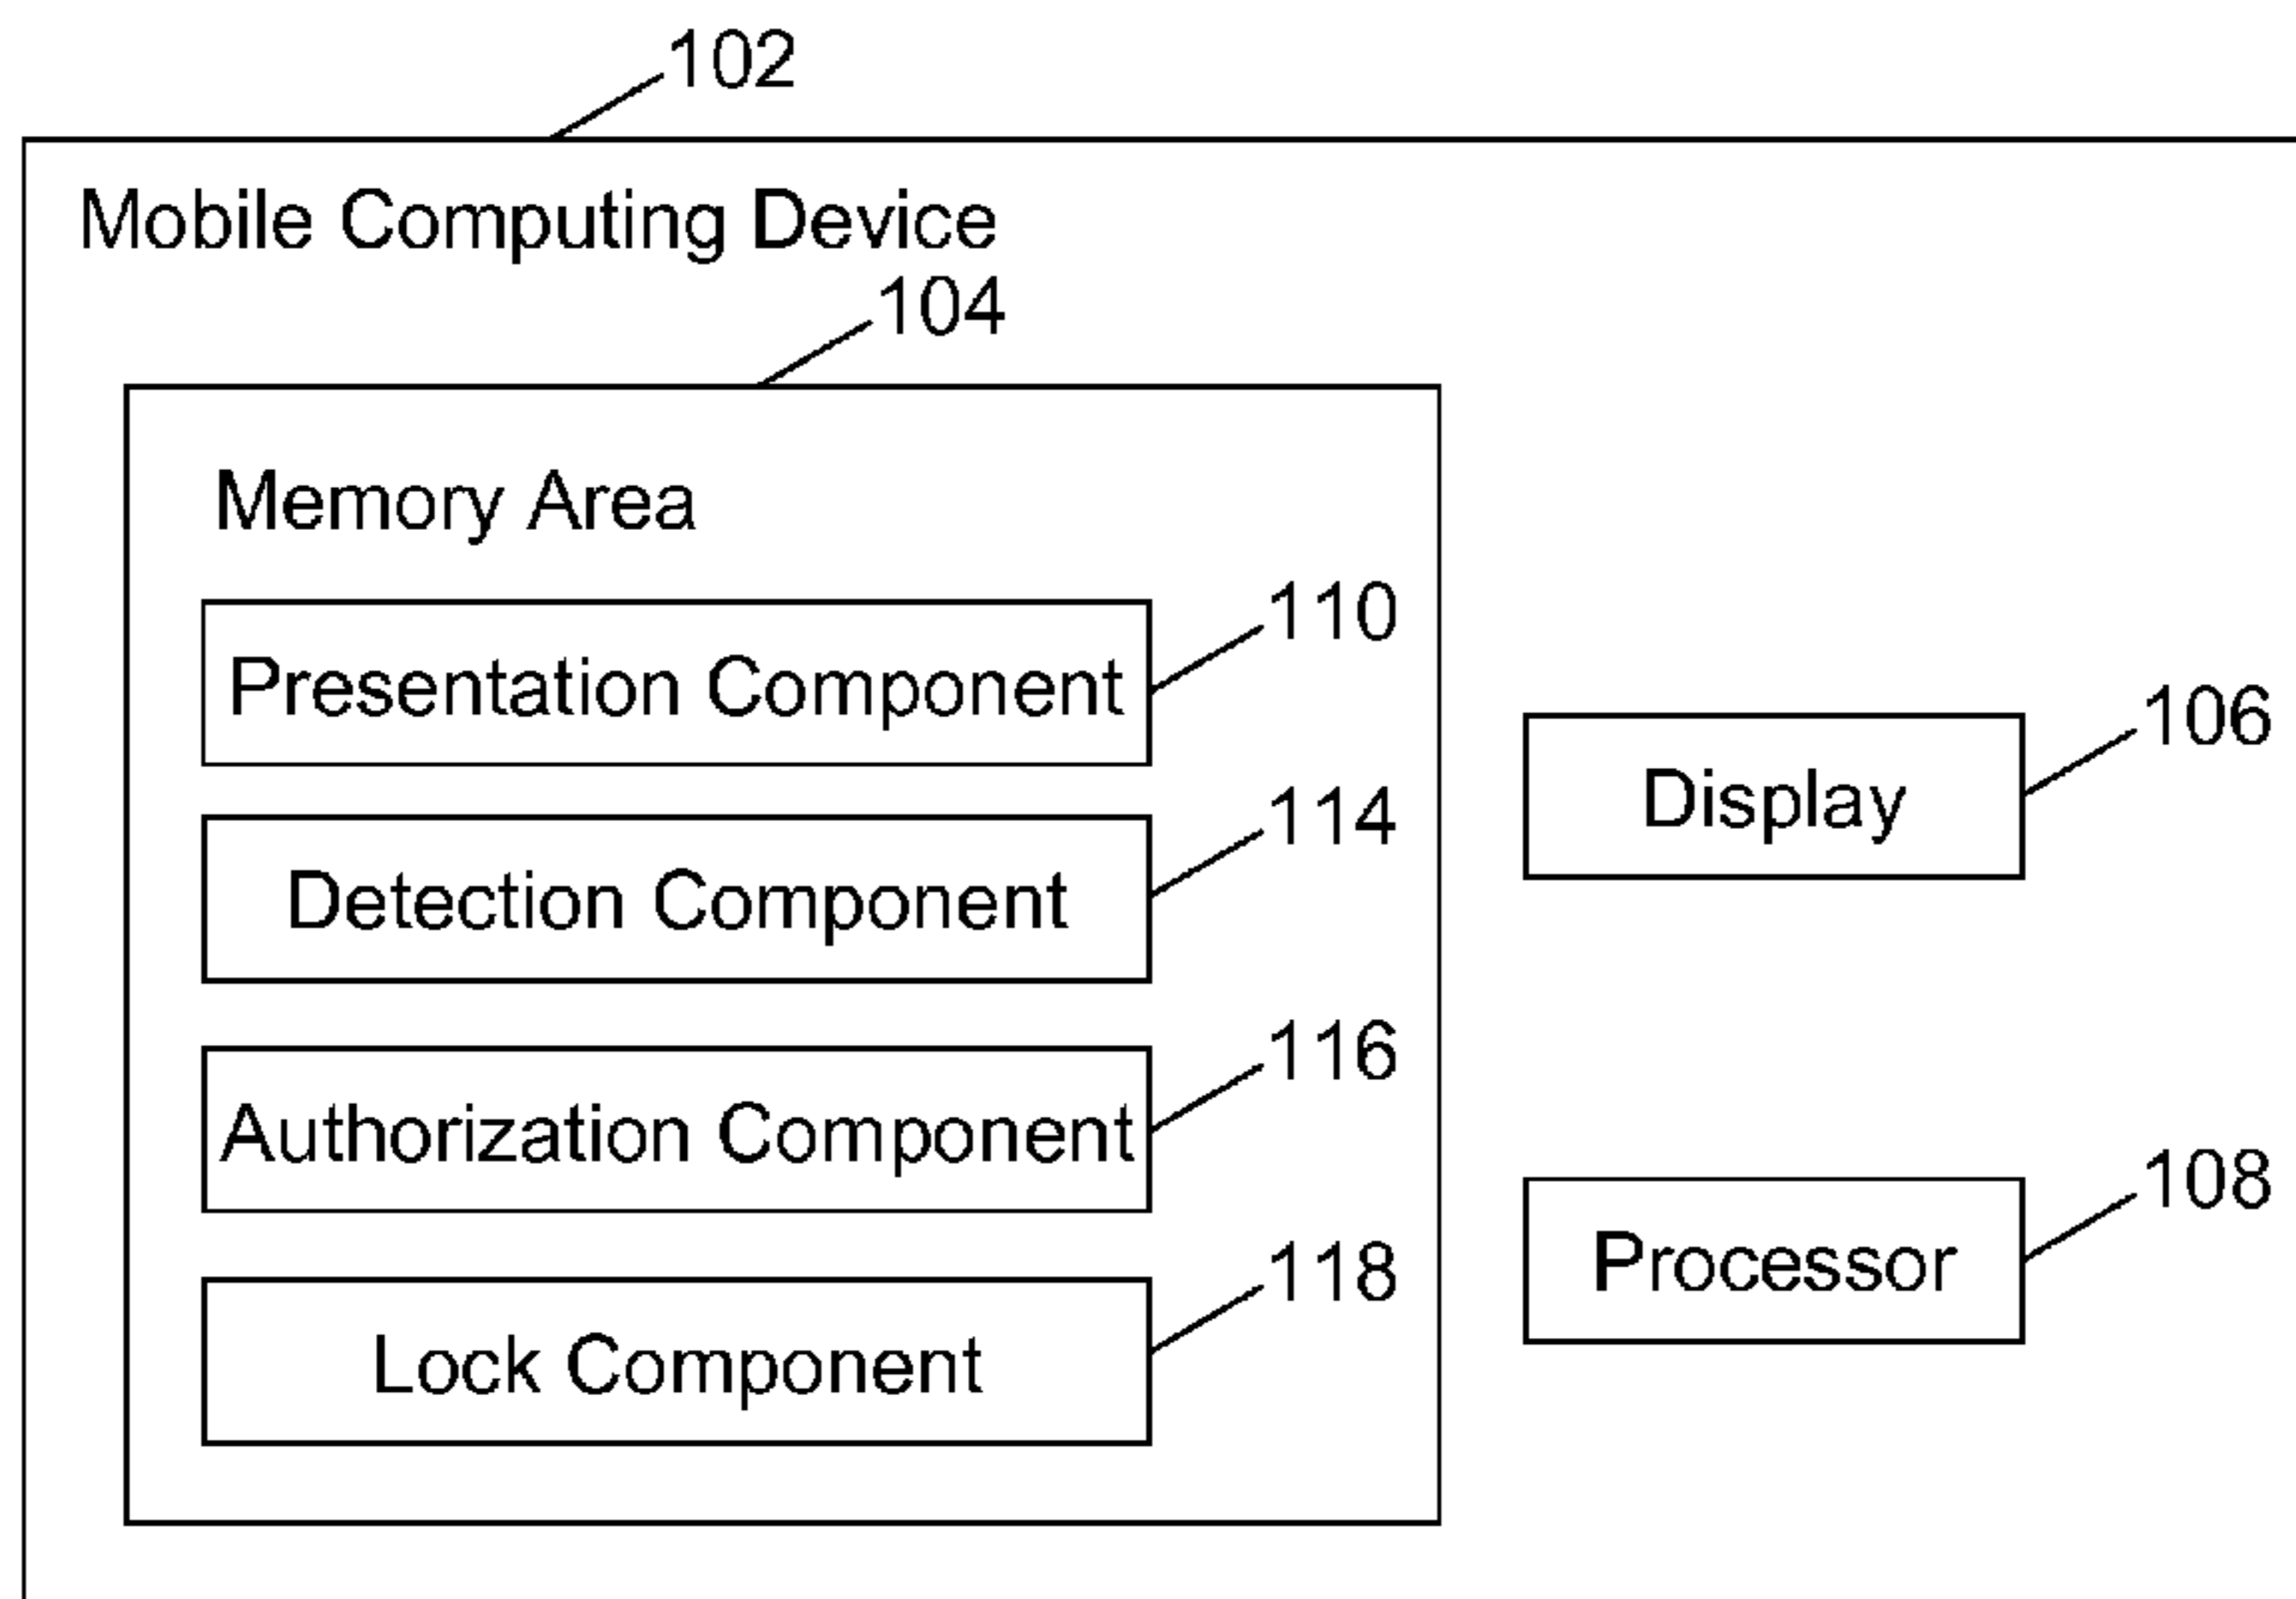 102
Mobile Computing Device
104
Memory Area
Presentation Component
110
Detection Component
114
Authorization Component
116
Lock Component
118
Display
106
Processor
108